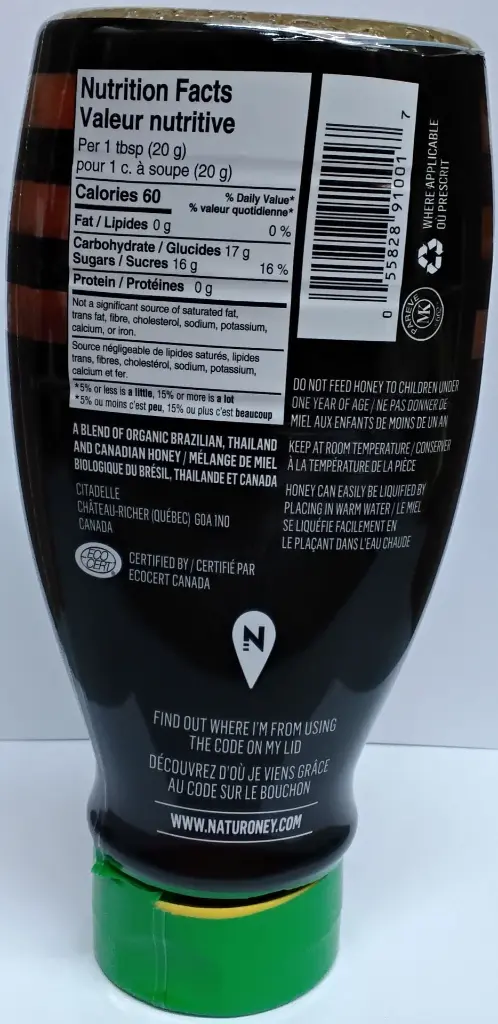 Nutrition Facts
Valeur nutritive
Per 1 tbsp (20 g)
pour 1 c. à soupe (20 g)
Calories 60
% Daily Value*
% valeur quotidienne*
Fat / Lipides 0 g 0 %
Carbohydrate / Glucides 17 g
Sugars / Sucres 16 g 16 %
Protein / Protéines 0 g
Not a significant source of saturated fat,
trans fat, fibre, cholesterol, sodium, potassium,
calcium, or iron.
Source négligeable de lipides saturés, lipides
trans, fibres, cholestérol, sodium, potassium,
calcium et fer.
*5% or less is a little, 15% or more is a lot
*5% ou moins c'est peu, 15% ou plus c'est beaucoup
0 55828 91001 7
WHERE APPLICABLE
OÙ PRESCRIT
MK
A BLEND OF ORGANIC BRAZILIAN, THAILAND
AND CANADIAN HONEY / MÉLANGE DE MIEL
BIOLOGIQUE DU BRÉSIL, THAILANDE ET CANADA
CITADELLE
CHÂTEAU-RICHER (QUÉBEC) G0A 1N0
CANADA
ECO
CERT
CERTIFIED BY / CERTIFIÉ PAR
ECOCERT CANADA
DO NOT FEED HONEY TO CHILDREN UNDER
ONE YEAR OF AGE / NE PAS DONNER DE
MIEL AUX ENFANTS DE MOINS DE UN AN
KEEP AT ROOM TEMPERATURE / CONSERVER
À LA TEMPÉRATURE DE LA PIÈCE
HONEY CAN EASILY BE LIQUIFIED BY
PLACING IN WARM WATER / LE MIEL
SE LIQUÉFIE FACILEMENT EN
LE PLAÇANT DANS L'EAU CHAUDE
N
FIND OUT WHERE I'M FROM USING
THE CODE ON MY LID
DÉCOUVREZ D'OÙ JE VIENS GRÂCE
AU CODE SUR LE BOUCHON
WWW.NATURONEY.COM